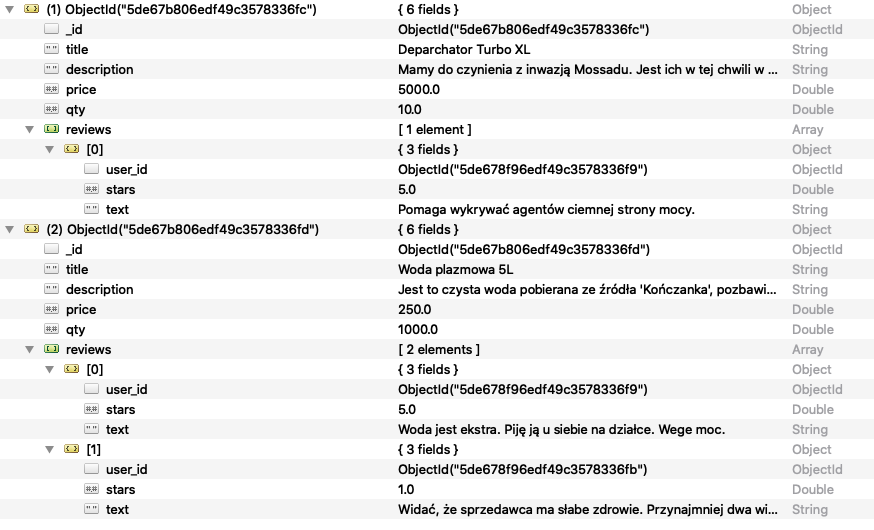 (1) ObjectId("5de67b806edf49c3578336fc") { 6 fields } Object
_id ObjectId("5de67b806edf49c3578336fc") ObjectId
title Deparchator Turbo XL String
description Mamy do czynienia z inwazją Mossadu. Jest ich w tej chwili w ... String
price 5000.0 Double
qty 10.0 Double
reviews [ 1 element ] Array
[0] { 3 fields } Object
user_id ObjectId("5de678f96edf49c3578336f9") ObjectId
stars 5.0 Double
text Pomaga wykrywać agentów ciemnej strony mocy. String
(2) ObjectId("5de67b806edf49c3578336fd") { 6 fields } Object
_id ObjectId("5de67b806edf49c3578336fd") ObjectId
title Woda plazmowa 5L String
description Jest to czysta woda pobierana ze źródła 'Kończanka', pozbawi... String
price 250.0 Double
qty 1000.0 Double
reviews [ 2 elements ] Array
[0] { 3 fields } Object
user_id ObjectId("5de678f96edf49c3578336f9") ObjectId
stars 5.0 Double
text Woda jest ekstra. Piję ją u siebie na działce. Wege moc. String
[1] { 3 fields } Object
user_id ObjectId("5de678f96edf49c3578336fb") ObjectId
stars 1.0 Double
text Widać, że sprzedawca ma słabe zdrowie. Przynajmniej dwa wi... String